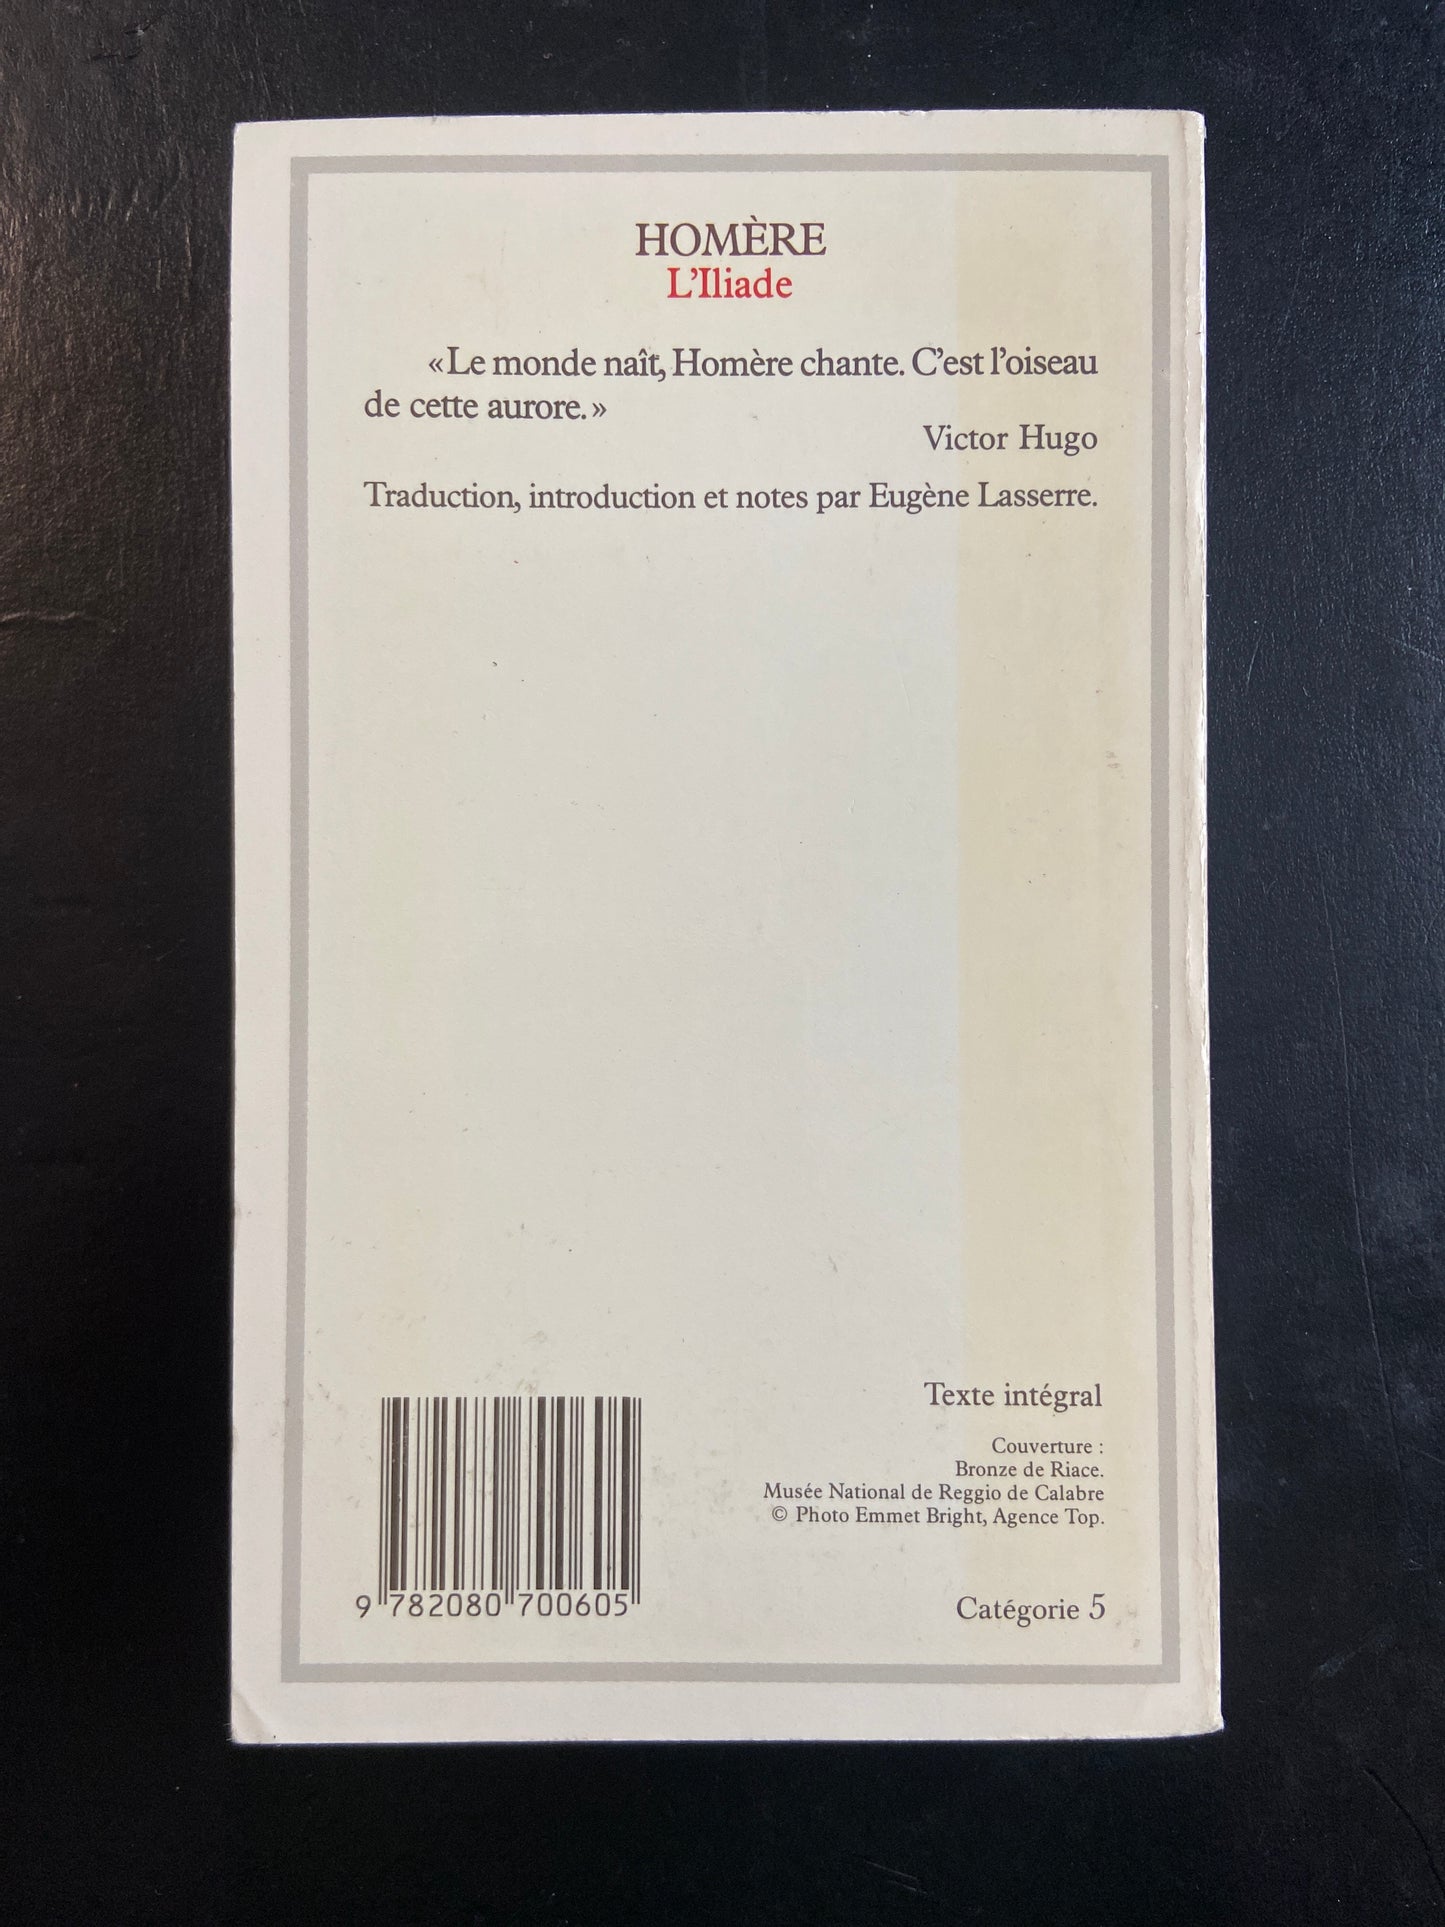 HOMÈRE
L'Iliade
« Le monde naît, Homère chante. C'est l'oiseau
de cette aurore. »
Victor Hugo
Traduction, introduction et notes par Eugène Lasserre.
Texte intégral
Couverture :
Bronze de Riace.
Musée National de Reggio de Calabre
© Photo Emmet Bright, Agence Top.
9 782080 700605
Catégorie 5